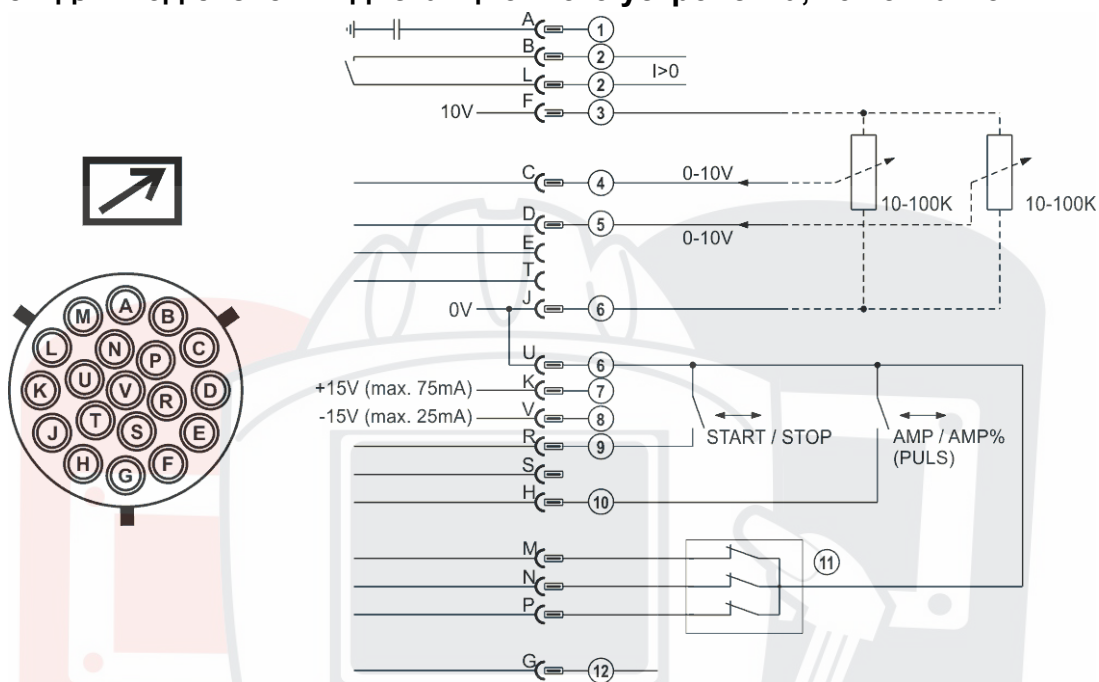 устройства,
A 1
B 2
I>0
L 2
10V F 3
C 4 0-10V
10-100K 10-100K
D 5
0-10V
E
T
0V J 6
U 6
+15V (max. 75mA) K 7
-15V (max. 25mA) V 8
START / STOP
AMP / AMP%
(PULS)
R 9
S
H 10
M
11
N
P
G 12
M A B
L N P C
K U V R D
J T S E
H G F